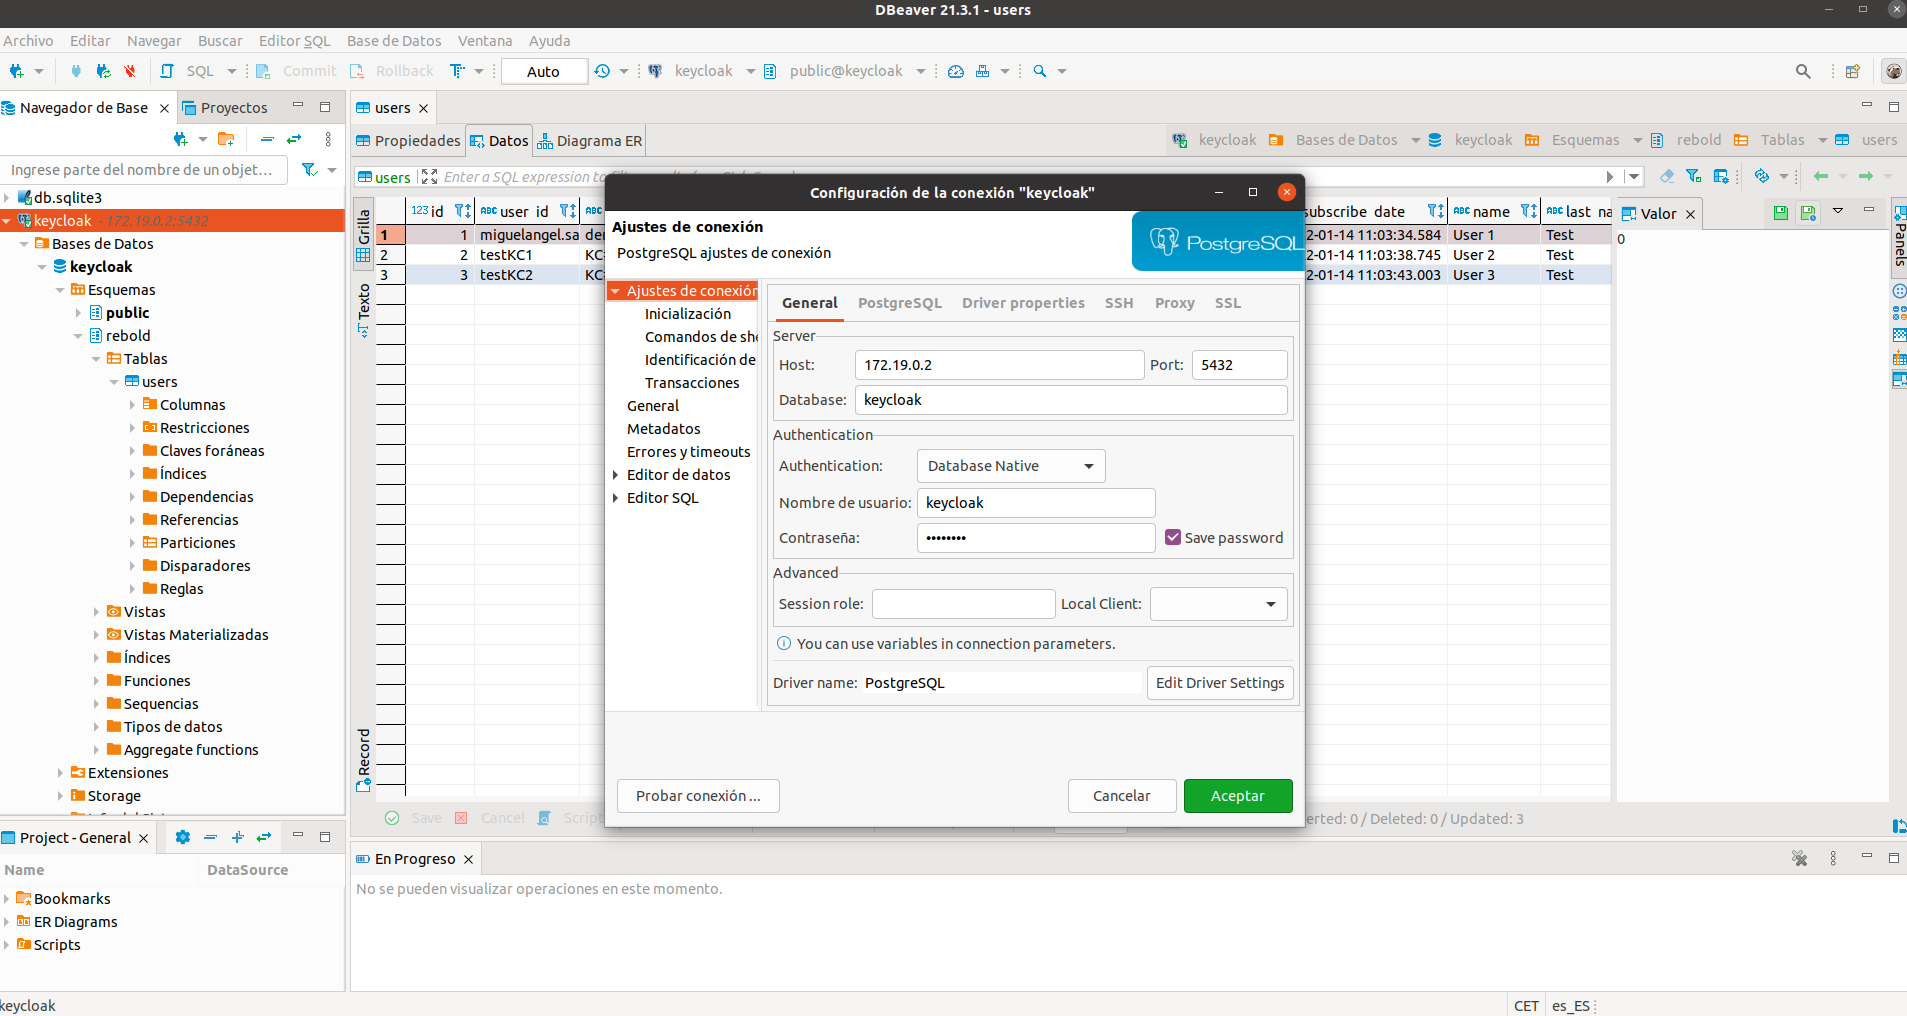 DBeaver 21.3.1 - users
Archivo Editar Navegar Buscar Editor SQL Base de Datos Ventana Ayuda
SQL Commit Rollback Auto keycloak public@keycloak
Navegador de Base Proyectos
Ingrese parte del nombre de un objet...
db.sqlite3
keycloak - 172.19.0.2:5432
Bases de Datos
keycloak
Esquemas
public
rebold
Tablas
users
Columnas
Restricciones
Claves foráneas
Índices
Dependencias
Referencias
Particiones
Disparadores
Reglas
Vistas
Vistas Materializadas
Índices
Funciones
Secuencias
Tipos de datos
Aggregate functions
Extensiones
Storage
Project - General
Name DataSource
Bookmarks
ER Diagrams
Scripts
users
Propiedades Datos Diagrama ER
keycloak Bases de Datos keycloak Esquemas rebold Tablas users
users Enter a SQL expression to
Grilla
Texto
Record
123 id ABC user_id ABC
1 1 miguelangel.sa der
2 2 testKC1 KC
3 3 testKC2 KC
subscribe_date ABC name ABC last_na
2-01-14 11:03:34.584 User 1 Test
2-01-14 11:03:38.745 User 2 Test
2-01-14 11:03:43.003 User 3 Test
Valor
0
Panels
Configuración de la conexión "keycloak"
Ajustes de conexión
PostgreSQL ajustes de conexión
PostgreSQL
Ajustes de conexión
Inicialización
Comandos de she
Identificación de
Transacciones
General
Metadatos
Errores y timeouts
Editor de datos
Editor SQL
General PostgreSQL Driver properties SSH Proxy SSL
Server
Host: 172.19.0.2 Port: 5432
Database: keycloak
Authentication
Authentication: Database Native
Nombre de usuario: keycloak
Contraseña: •••••••• Save password
Advanced
Session role: Local Client:
You can use variables in connection parameters.
Driver name: PostgreSQL Edit Driver Settings
Probar conexión ... Cancelar Aceptar
Save Cancel Script
erted: 0 / Deleted: 0 / Updated: 3
En Progreso
No se pueden visualizar operaciones en este momento.
keycloak CET es_ES